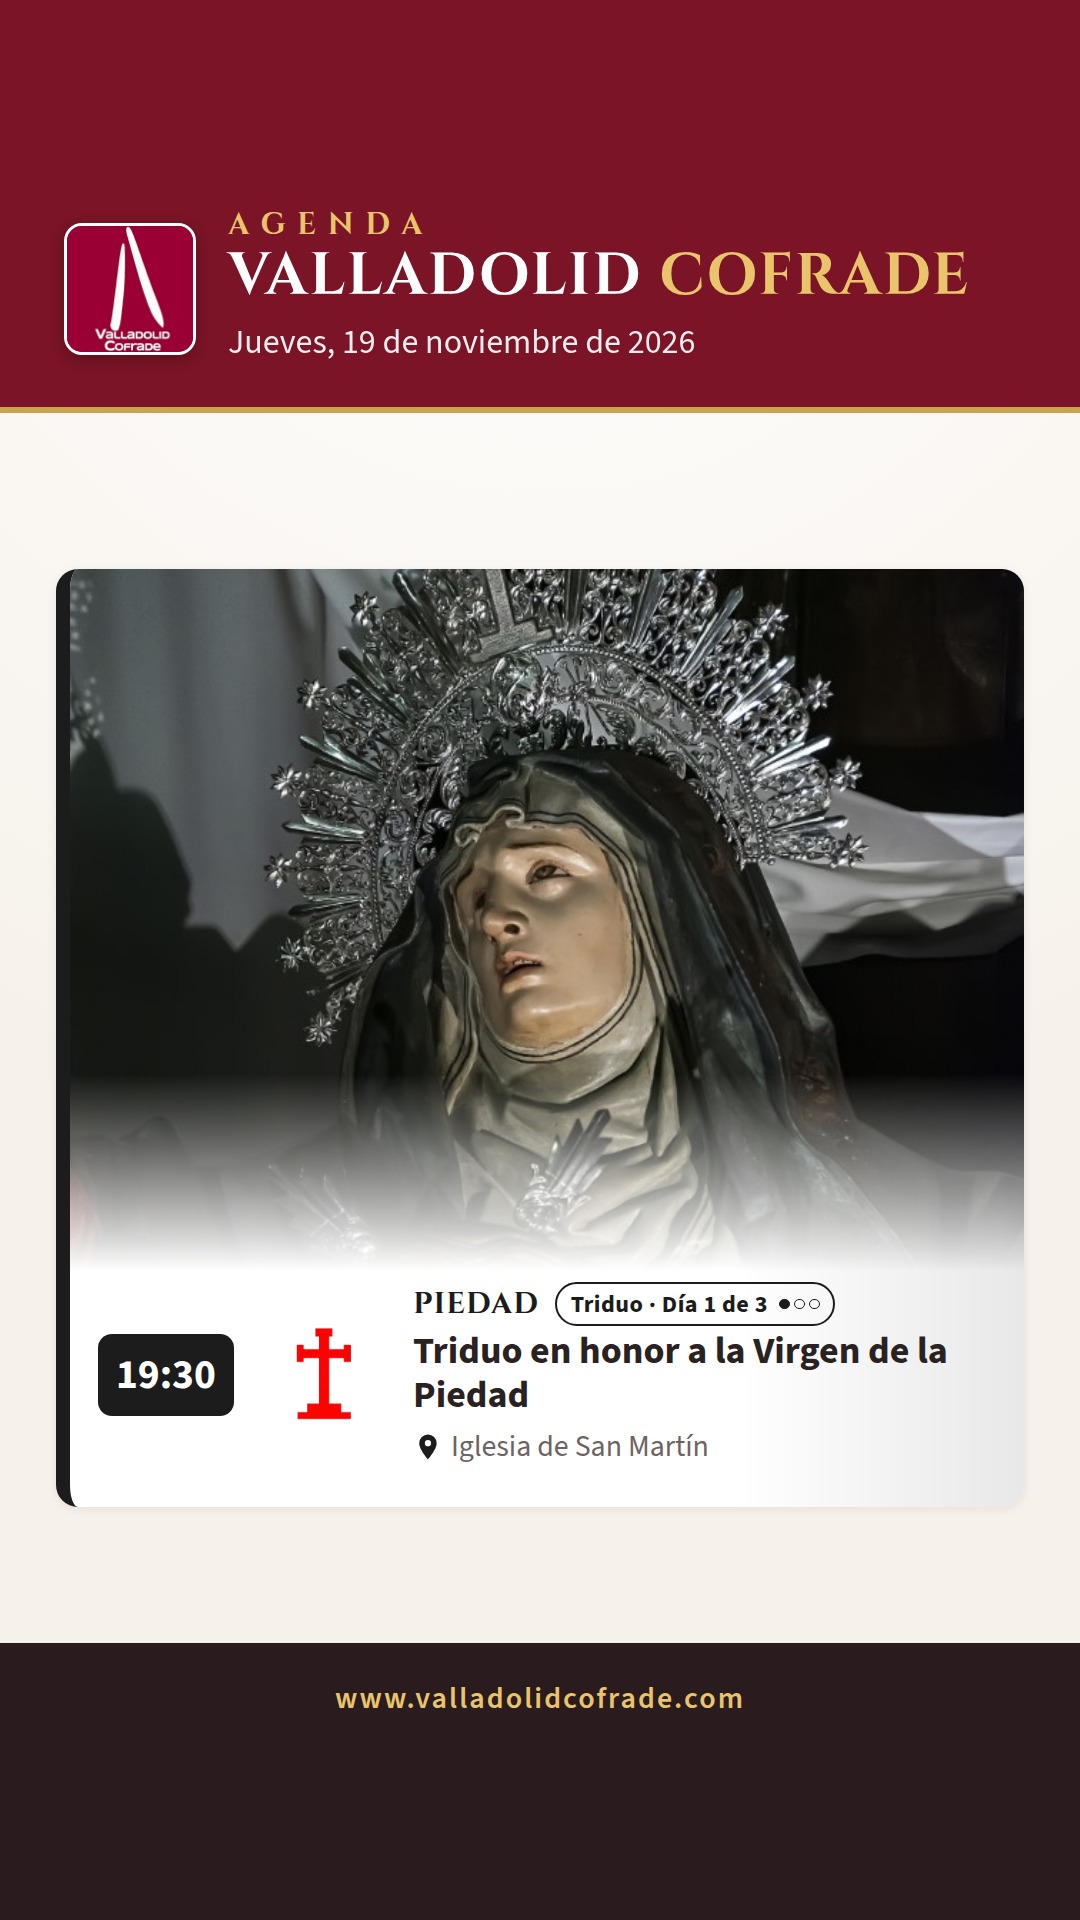 AGENDA
VALLADOLID COFRADE
Jueves, 19 de noviembre de 2026
Valladolid
Cofrade
PIEDAD
Triduo · Día 1 de 3
19:30
Triduo en honor a la Virgen de la
Piedad
Iglesia de San Martín
www.valladolidcofrade.com